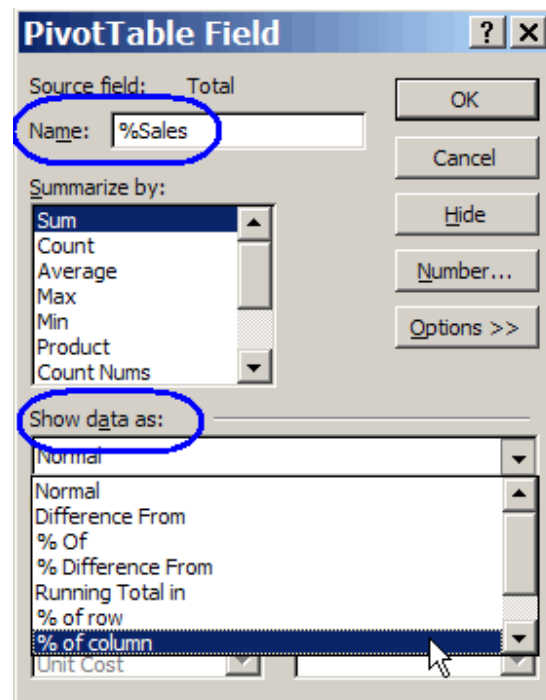 PivotTable Field ? X
Source field: Total
OK
Name: %Sales
Cancel
Summarize by:
Hide
Sum
Count
Average
Number...
Max
Min
Options >>
Product
Count Nums
Show data as:
Normal
Normal
Difference From
% Of
% Difference From
Running Total in
% of row
% of column
Unit Cost